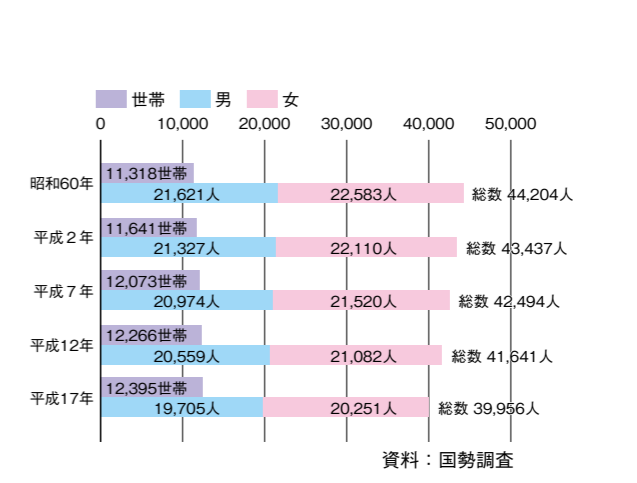 世帯 男 女
0 10,000 20,000 30,000 40,000 50,000
昭和60年 11,318世帯
21,621人 22,583人 総数 44,204人
平成2年 11,641世帯
21,327人 22,110人 総数 43,437人
平成7年 12,073世帯
20,974人 21,520人 総数 42,494人
平成12年 12,266世帯
20,559人 21,082人 総数 41,641人
平成17年 12,395世帯
19,705人 20,251人 総数 39,956人
資料：国勢調査